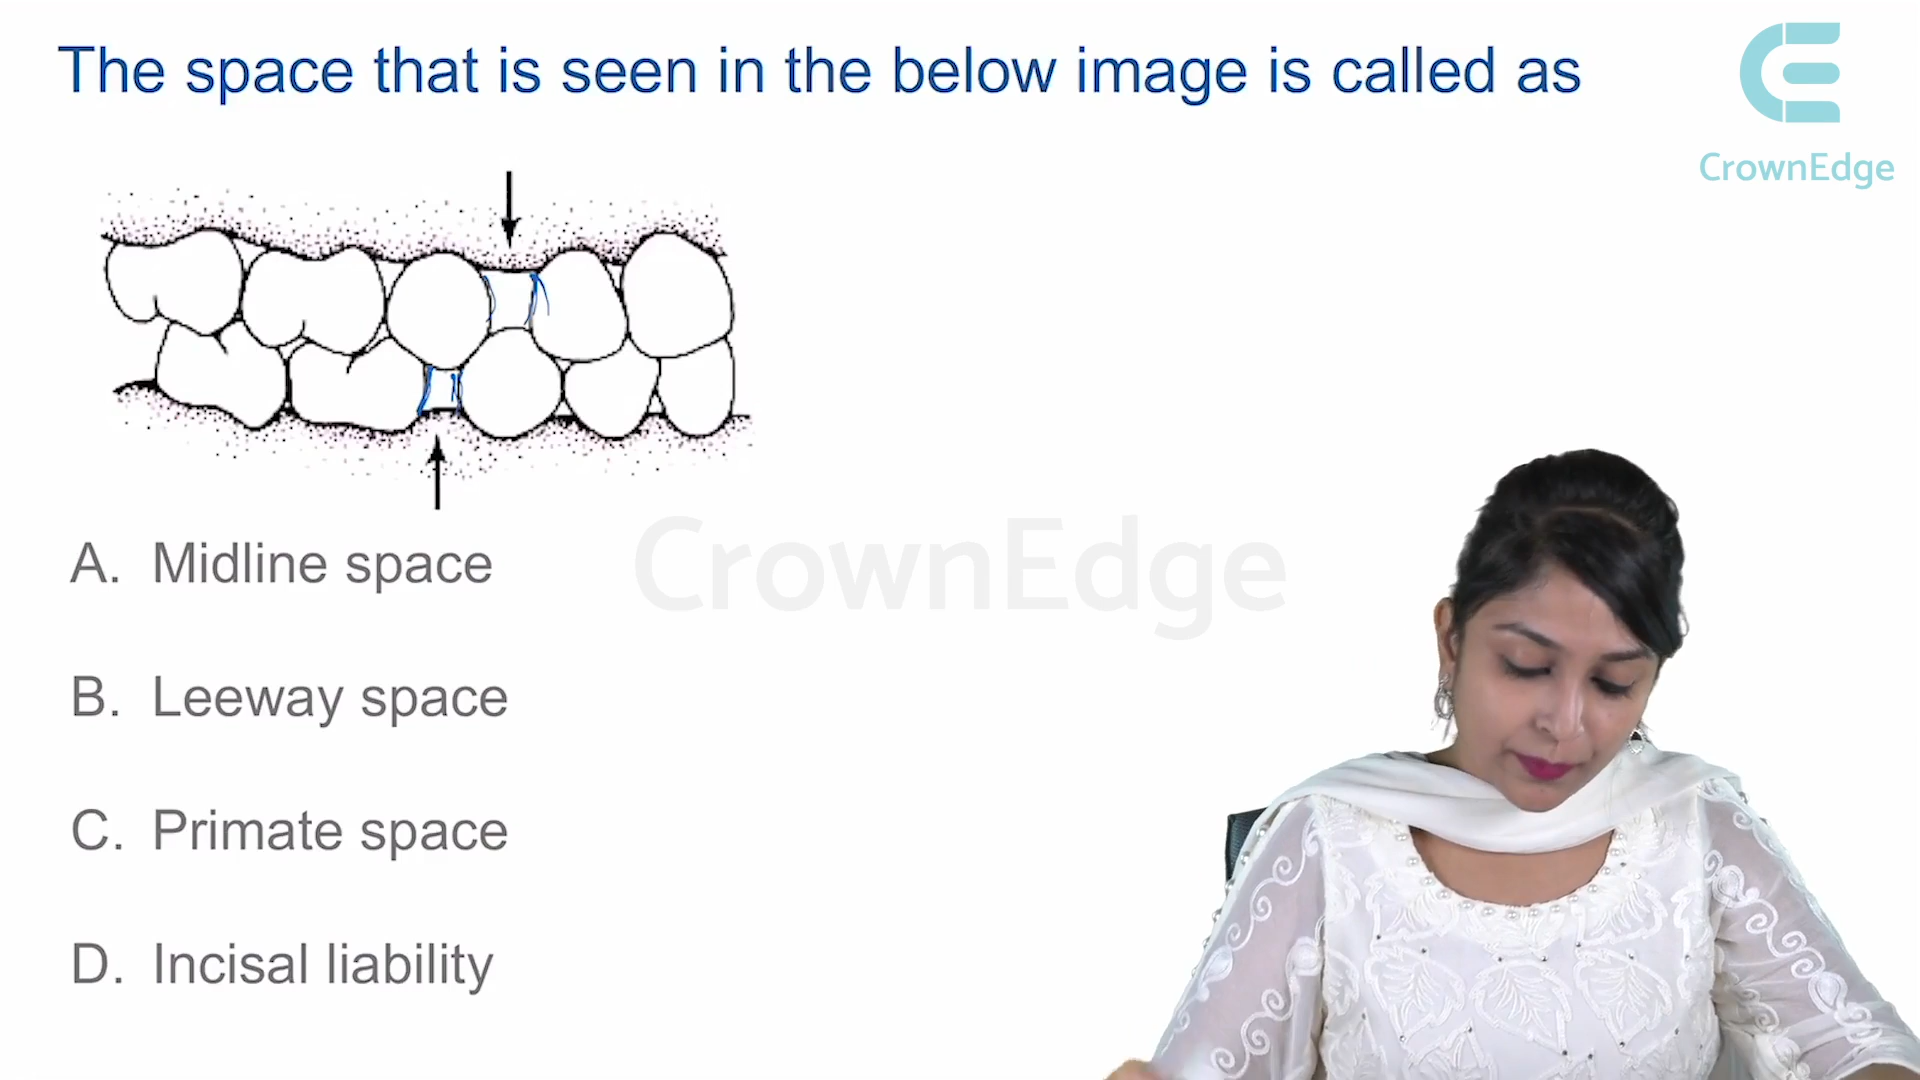 The space that is seen in the below image is called as
CrownEdge
CrownEdge
A. Midline space
B. Leeway space
C. Primate space
D. Incisal liability